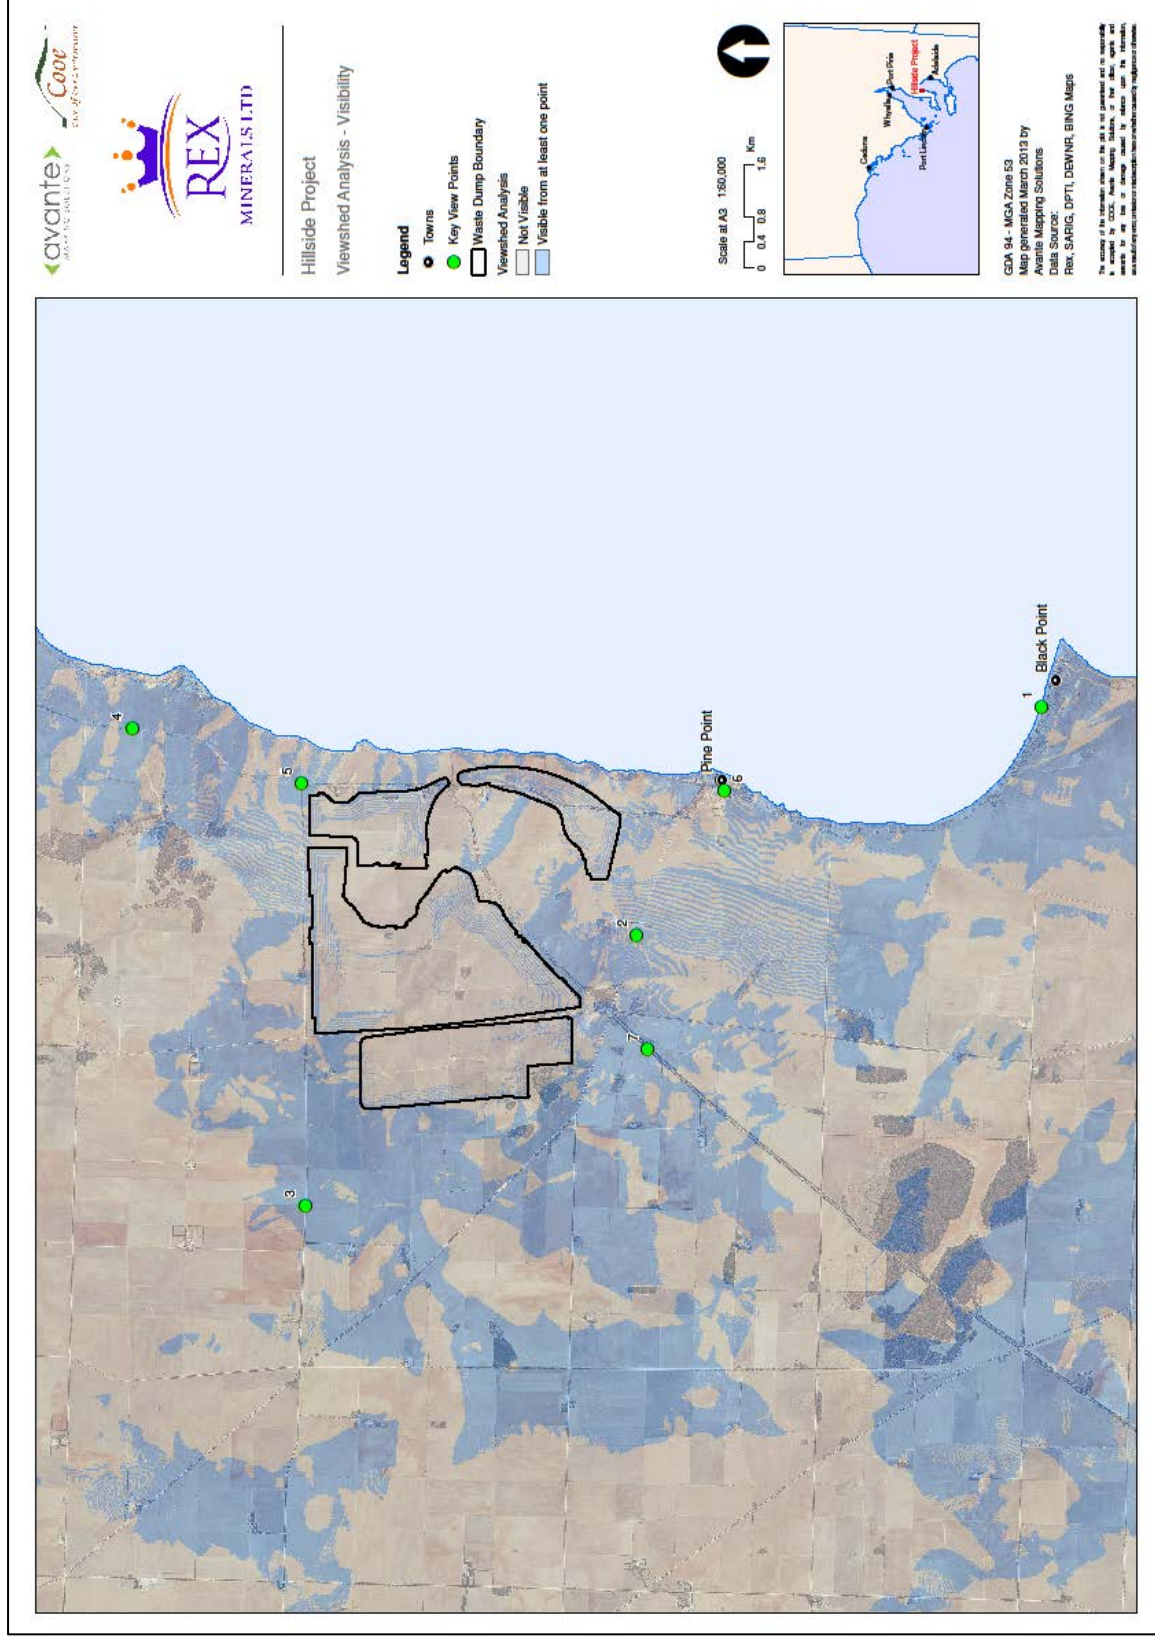 avante
Cooe
REX
MINERALS LTD
Hillside Project
Viewshed Analysis - Visibility
Legend
Towns
Key View Points
Waste Dump Boundary
Viewshed Analysis
Not Visible
Visible from at least one point
Scale at A3 1:60,000
0 0.4 0.8 1.6
Km
Ceduna
Whyalla
Port Pirie
Hillside Project
Port Lincoln
Adelaide
GDA 94 - MGA Zone 53
Map generated March 2013 by
Avante Mapping Solutions
Data Source:
Rex, SARIG, DPTI, DEWNR, BING Maps
4
5
3
2
7
Pine Point
6
1
Black Point